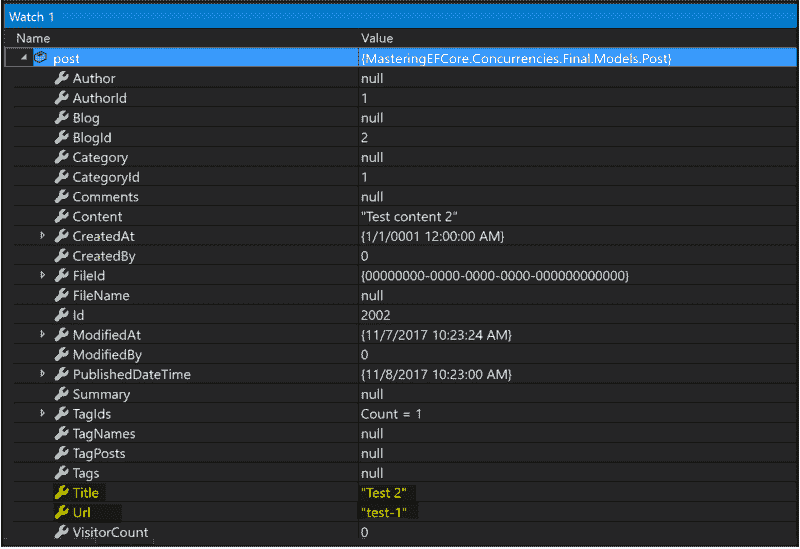 Watch 1
Name Value
post {MasteringEFCore.Concurrencies.Final.Models.Post}
Author null
AuthorId 1
Blog null
BlogId 2
Category null
CategoryId 1
Comments null
Content "Test content 2"
CreatedAt {1/1/0001 12:00:00 AM}
CreatedBy 0
FileId {00000000-0000-0000-0000-000000000000}
FileName null
Id 2002
ModifiedAt {11/7/2017 10:23:24 AM}
ModifiedBy 0
PublishedDateTime {11/8/2017 10:23:00 AM}
Summary null
TagIds Count = 1
TagNames null
TagPosts null
Tags null
Title "Test 2"
Url "test-1"
VisitorCount 0